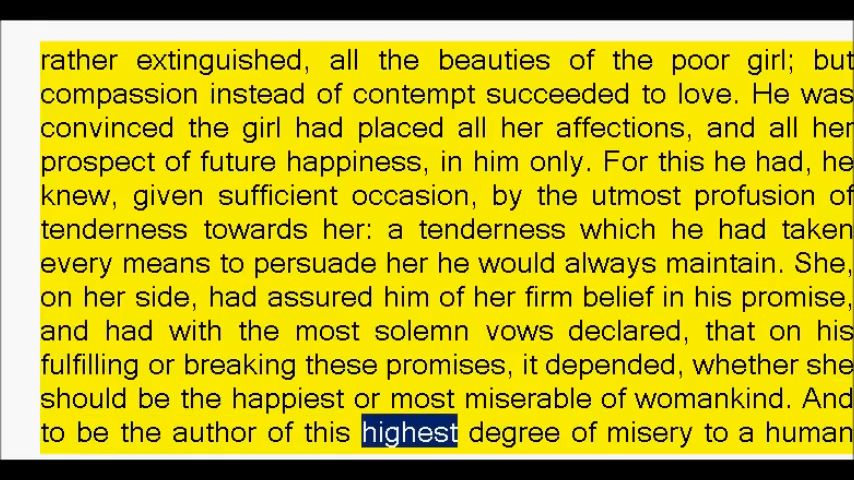 rather extinguished, all the beauties of the poor girl; but
compassion instead of contempt succeeded to love. He was
convinced the girl had placed all her affections, and all her
prospect of future happiness, in him only. For this he had, he
knew, given sufficient occasion, by the utmost profusion of
tenderness towards her: a tenderness which he had taken
every means to persuade her he would always maintain. She,
on her side, had assured him of her firm belief in his promise,
and had with the most solemn vows declared, that on his
fulfilling or breaking these promises, it depended, whether she
should be the happiest or most miserable of womankind. And
to be the author of this highest degree of misery to a human